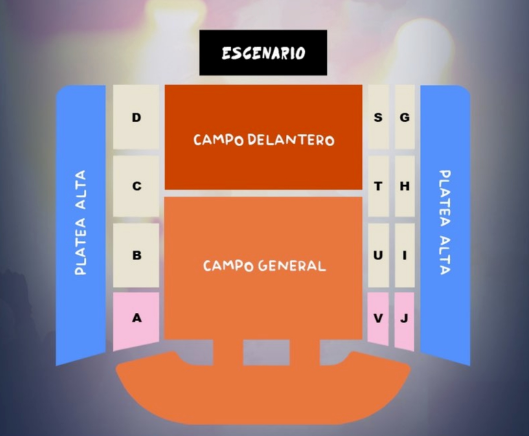 ESCENARIO
D
CAMPO DELANTERO
S
G
C
T
H
PLATEA ALTA
PLATEA ALTA
B
CAMPO GENERAL
U
I
A
V
J